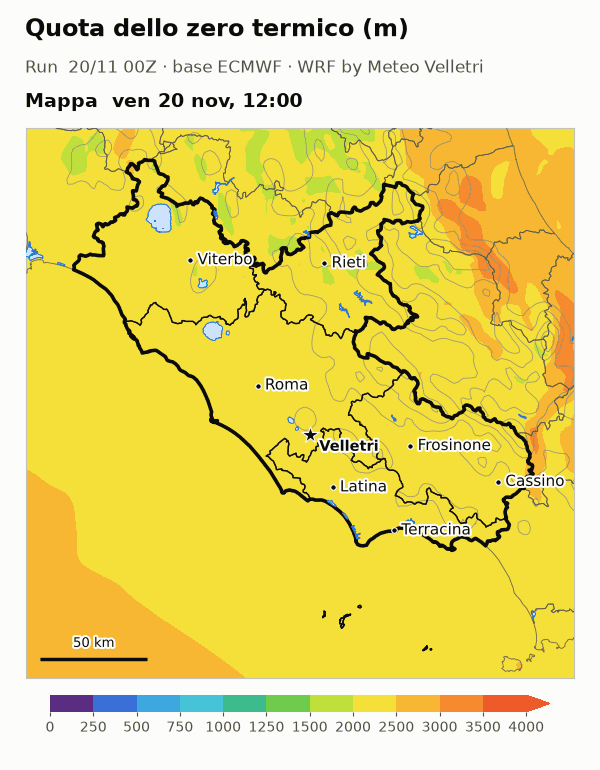 Quota dello zero termico (m)
Run  20/11 00Z · base ECMWF · WRF by Meteo Velletri
Mappa  ven 20 nov, 12:00
Viterbo
Rieti
Roma
Velletri
Frosinone
Cassino
Latina
Terracina
50 km
0 250 500 750 1000 1250 1500 2000 2500 3000 3500 4000